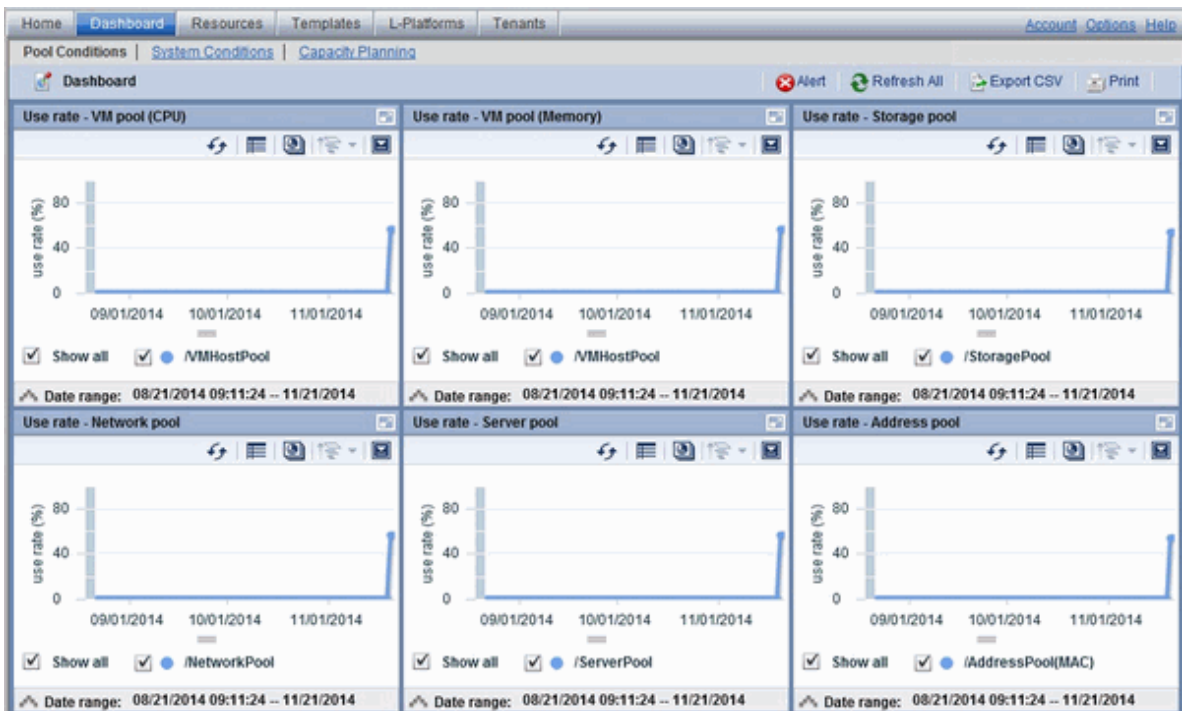 Home Dashboard Resources Templates L-Platforms Tenants Account Options Help
Pool Conditions | System Conditions | Capacity Planning
Dashboard Alert Refresh All Export CSV Print
Use rate - VM pool (CPU)
use rate (%)
80
40
0
09/01/2014 10/01/2014 11/01/2014
Show all /VMHostPool
Date range: 08/21/2014 09:11:24 -- 11/21/2014
Use rate - VM pool (Memory)
use rate (%)
80
40
0
09/01/2014 10/01/2014 11/01/2014
Show all /VMHostPool
Date range: 08/21/2014 09:11:24 -- 11/21/2014
Use rate - Storage pool
use rate (%)
80
40
0
09/01/2014 10/01/2014 11/01/2014
Show all /StoragePool
Date range: 08/21/2014 09:11:24 -- 11/21/2014
Use rate - Network pool
use rate (%)
80
40
0
09/01/2014 10/01/2014 11/01/2014
Show all /NetworkPool
Date range: 08/21/2014 09:11:24 -- 11/21/2014
Use rate - Server pool
use rate (%)
80
40
0
09/01/2014 10/01/2014 11/01/2014
Show all /ServerPool
Date range: 08/21/2014 09:11:24 -- 11/21/2014
Use rate - Address pool
use rate (%)
80
40
0
09/01/2014 10/01/2014 11/01/2014
Show all /AddressPool(MAC)
Date range: 08/21/2014 09:11:24 -- 11/21/2014